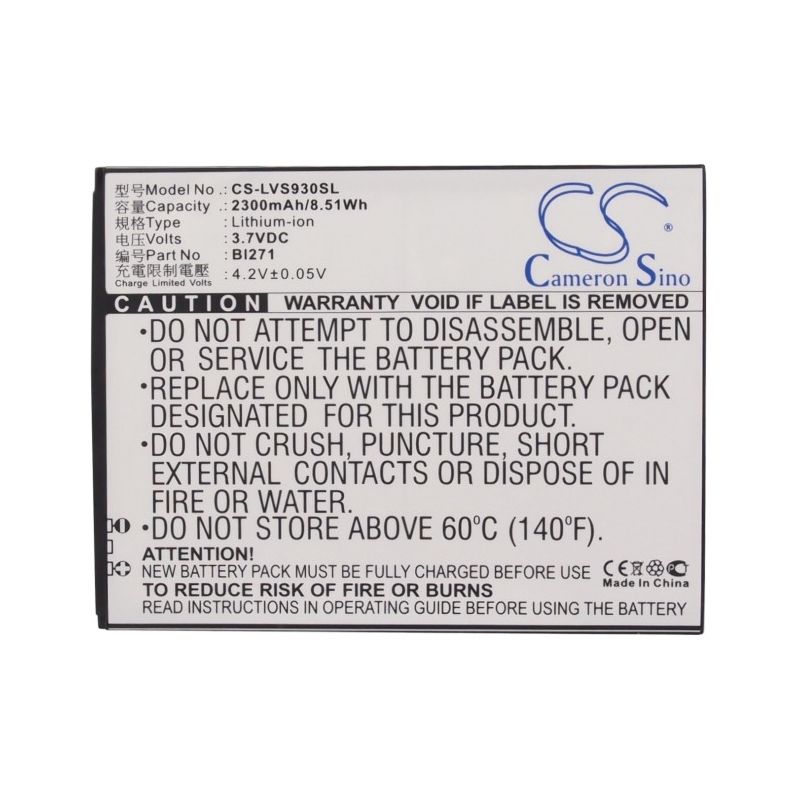 型号Model No. : CS-LVS930SL
容量Capacity : 2300mAh/8.51Wh
规格Type : Lithium-ion
电压Volts : 3.7VDC
编号Part No : Bl271
充電限制電壓 : 4.2V±0.05V
Charge Limited Volts
CS
®
Cameron Sino
CAUTION WARRANTY VOID IF LABEL IS REMOVED
•DO NOT ATTEMPT TO DISASSEMBLE, OPEN
OR SERVICE THE BATTERY PACK.
•REPLACE ONLY WITH THE BATTERY PACK
DESIGNATED FOR THIS PRODUCT.
•DO NOT CRUSH, PUNCTURE, SHORT
EXTERNAL CONTACTS OR DISPOSE OF IN
FIRE OR WATER.
•DO NOT STORE ABOVE 60°C (140°F).
ATTENTION!
NEW BATTERY PACK MUST BE FULLY CHARGED BEFORE
TO REDUCE RISK OF FIRE OR BURNS
READ INSTRUCTIONS AT OPERATING GUIDE BEFORE USING THE BATTERY
CE
Made In China